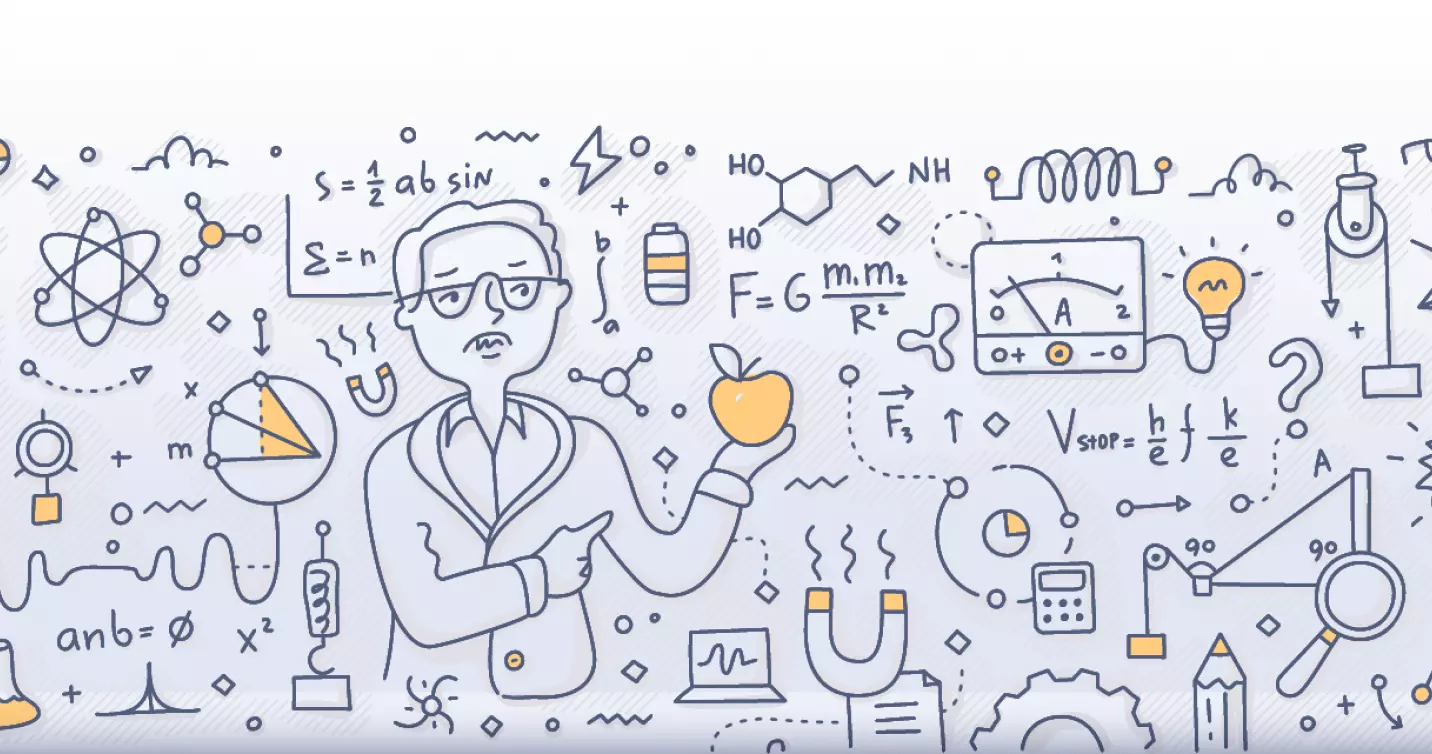 S = 1/2 ab sin
Σ = n
b
∫
a
+
HO
NH
HO
F = G m₁m₂/R²
1
0 A 2
0+ -0
x
m
+
F₃
↑
V STOP = h/e f k/e
A
90 90
anb = Ø
x²
+
+
+